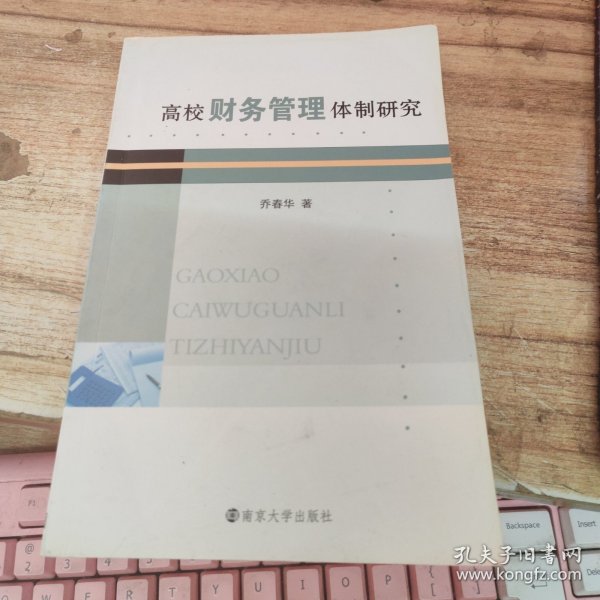 高校财务管理体制研究
乔春华 著
GAOXIAO
CAIWUGUANLI
TIZHIYANJIU
南京大学出版社
Backspace
Insert
孔夫子旧书网
www.kongfz.com